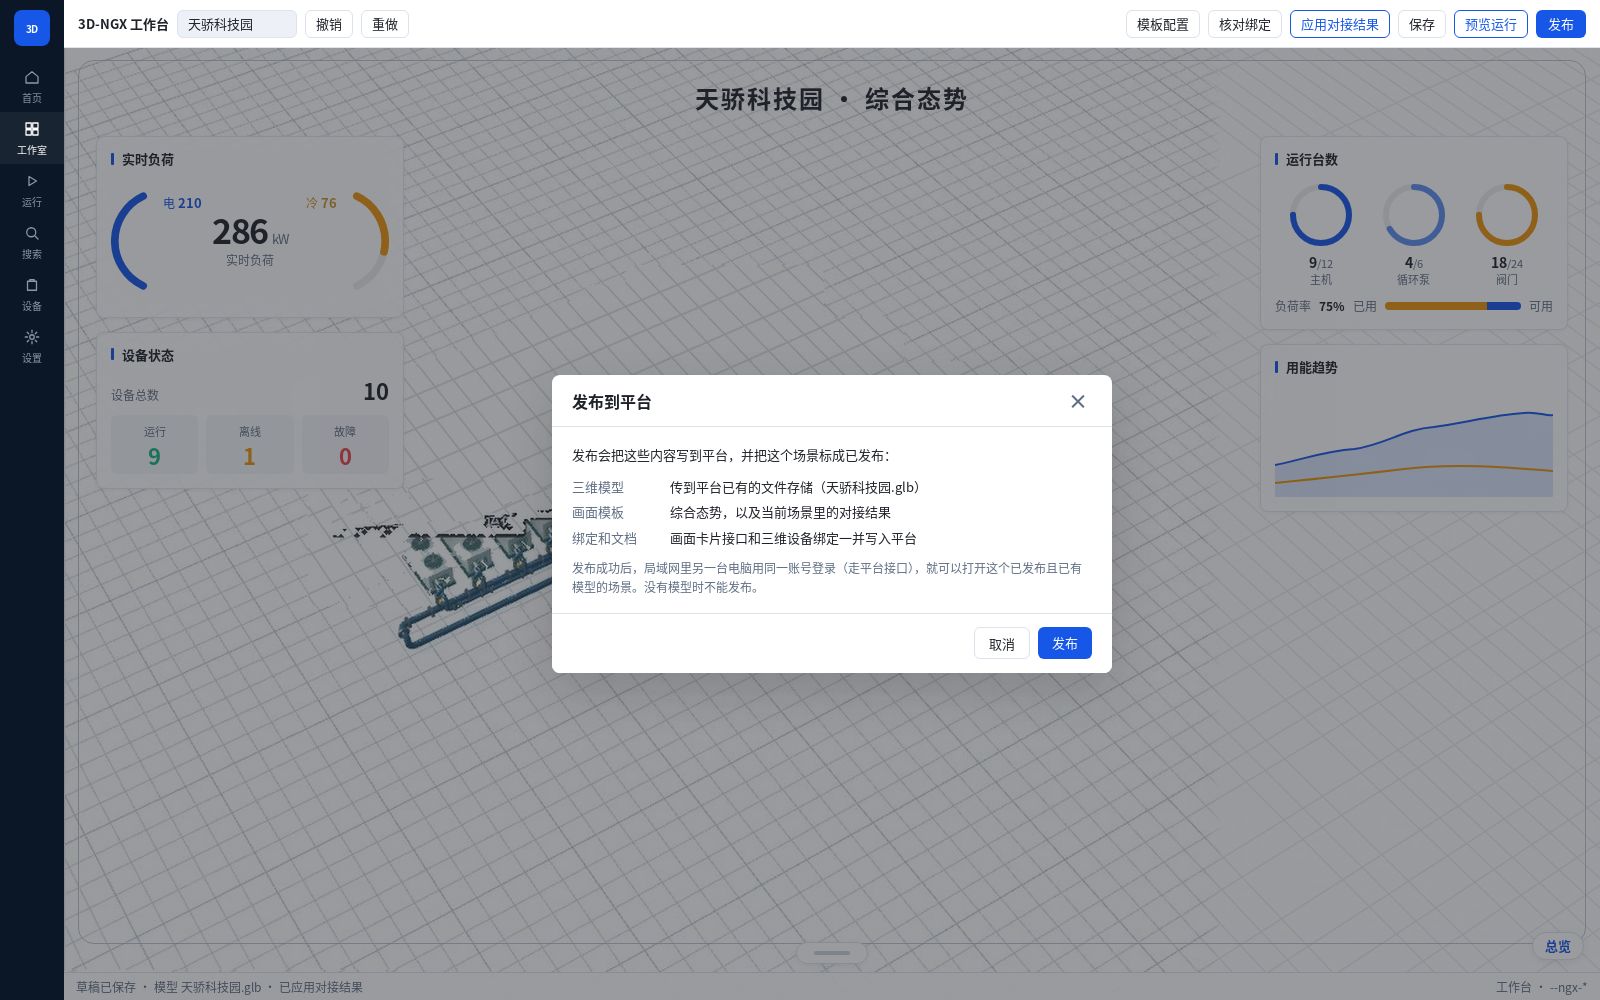 3D
首页
工作室
运行
搜索
设备
设置
3D-NGX 工作台
天骄科技园
撤销
重做
模板配置
核对绑定
应用对接结果
保存
预览运行
发布
天骄科技园 · 综合态势
实时负荷
电 210
冷 76
286 kW
实时负荷
设备状态
设备总数
10
运行
离线
故障
9
1
0
运行台数
9/12
4/6
18/24
主机
循环泵
阀门
负荷率 75% 已用
可用
用能趋势
发布到平台
发布会把这些内容写到平台，并把这个场景标成已发布：
三维模型 传到平台已有的文件存储（天骄科技园.glb）
画面模板 综合态势，以及当前场景里的对接结果
绑定和文档 画面卡片接口和三维设备绑定一并写入平台
发布成功后，局域网里另一台电脑用同一账号登录（走平台接口），就可以打开这个已发布且已有
模型的场景。没有模型时不能发布。
取消
发布
总览
草稿已保存 · 模型 天骄科技园.glb · 已应用对接结果
工作台 · --ngx-*